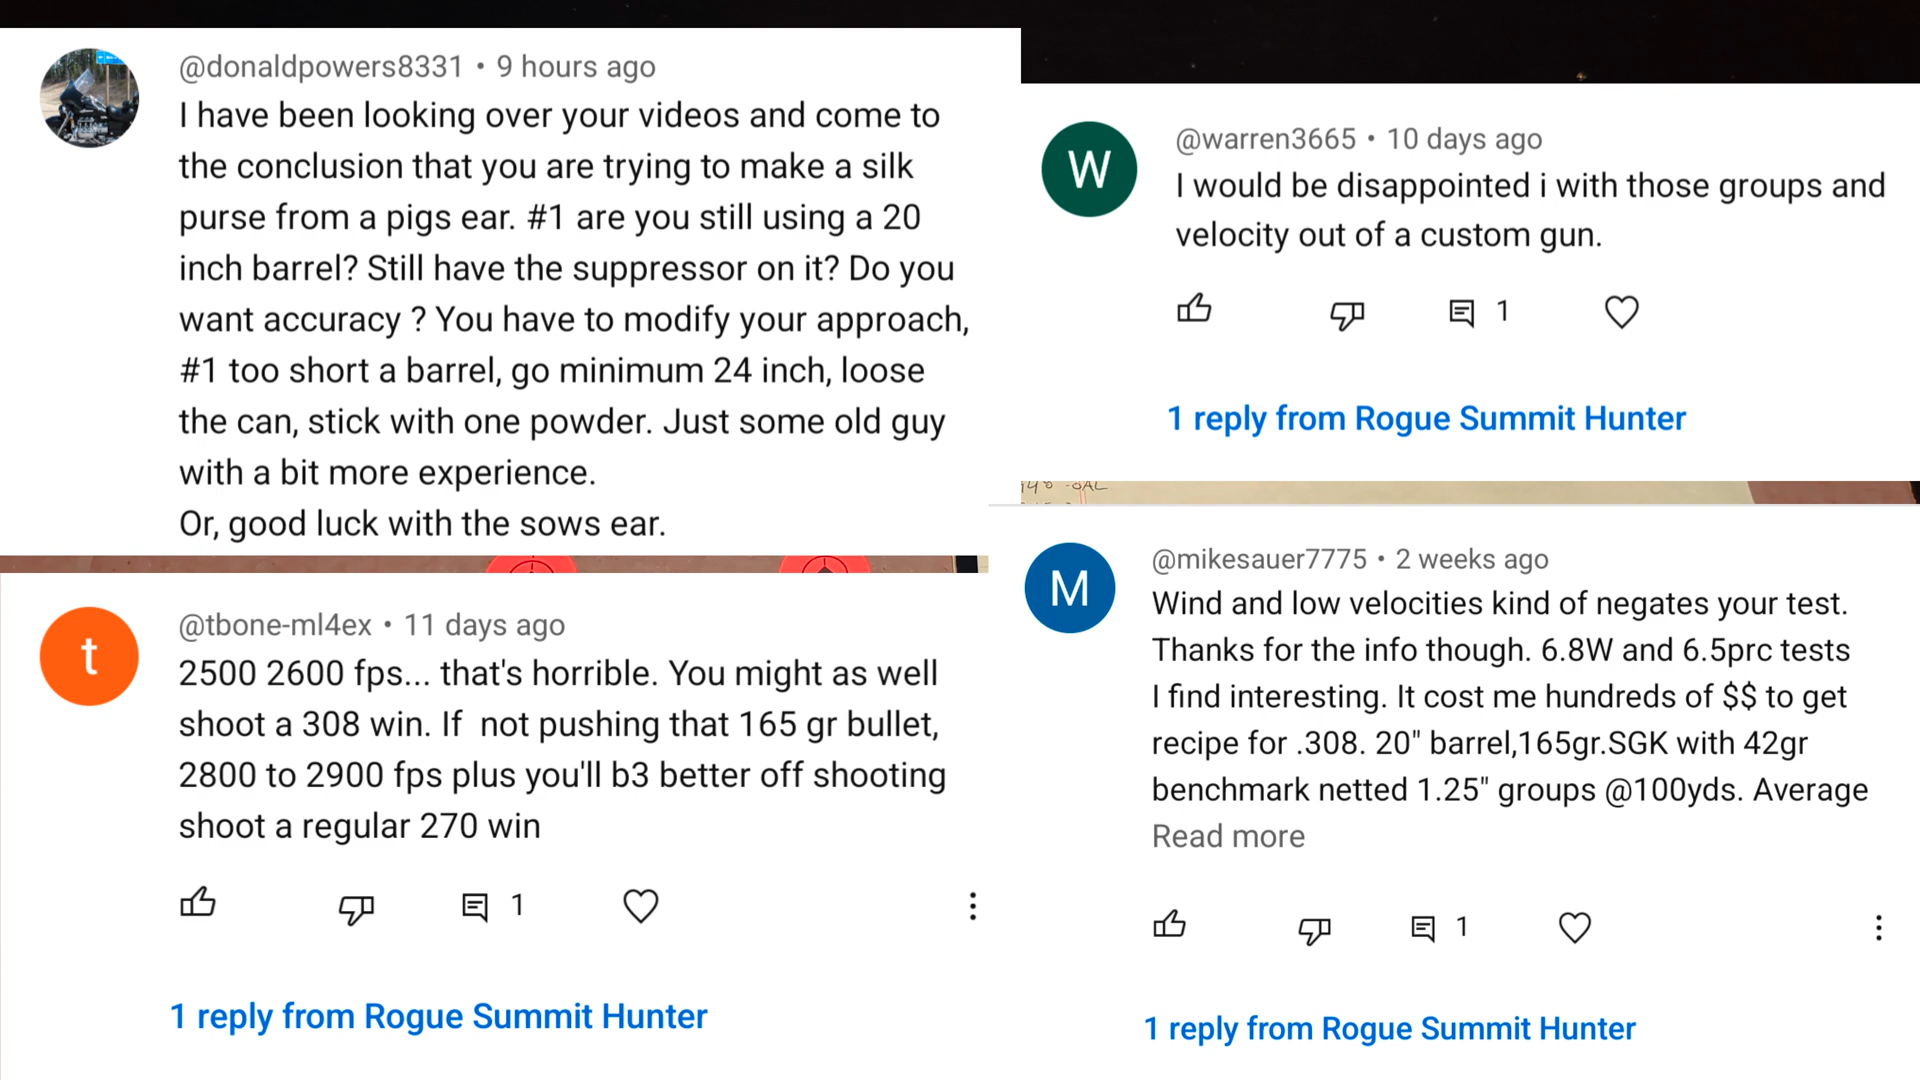 @donaldpowers8331 • 9 hours ago
I have been looking over your videos and come to
the conclusion that you are trying to make a silk
purse from a pigs ear. #1 are you still using a 20
inch barrel? Still have the suppressor on it? Do you
want accuracy ? You have to modify your approach,
#1 too short a barrel, go minimum 24 inch, loose
the can, stick with one powder. Just some old guy
with a bit more experience.
Or, good luck with the sows ear.
t
@tbone-ml4ex • 11 days ago
2500 2600 fps... that's horrible. You might as well
shoot a 308 win. If  not pushing that 165 gr bullet,
2800 to 2900 fps plus you'll b3 better off shooting
shoot a regular 270 win
1
1 reply from Rogue Summit Hunter
W
@warren3665 • 10 days ago
I would be disappointed i with those groups and
velocity out of a custom gun.
1
1 reply from Rogue Summit Hunter
M
@mikesauer7775 • 2 weeks ago
Wind and low velocities kind of negates your test.
Thanks for the info though. 6.8W and 6.5prc tests
I find interesting. It cost me hundreds of $$ to get
recipe for .308. 20" barrel,165gr.SGK with 42gr
benchmark netted 1.25" groups @100yds. Average
Read more
1
1 reply from Rogue Summit Hunter